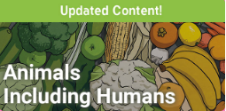 Updated Content!
Animals
Including Humans